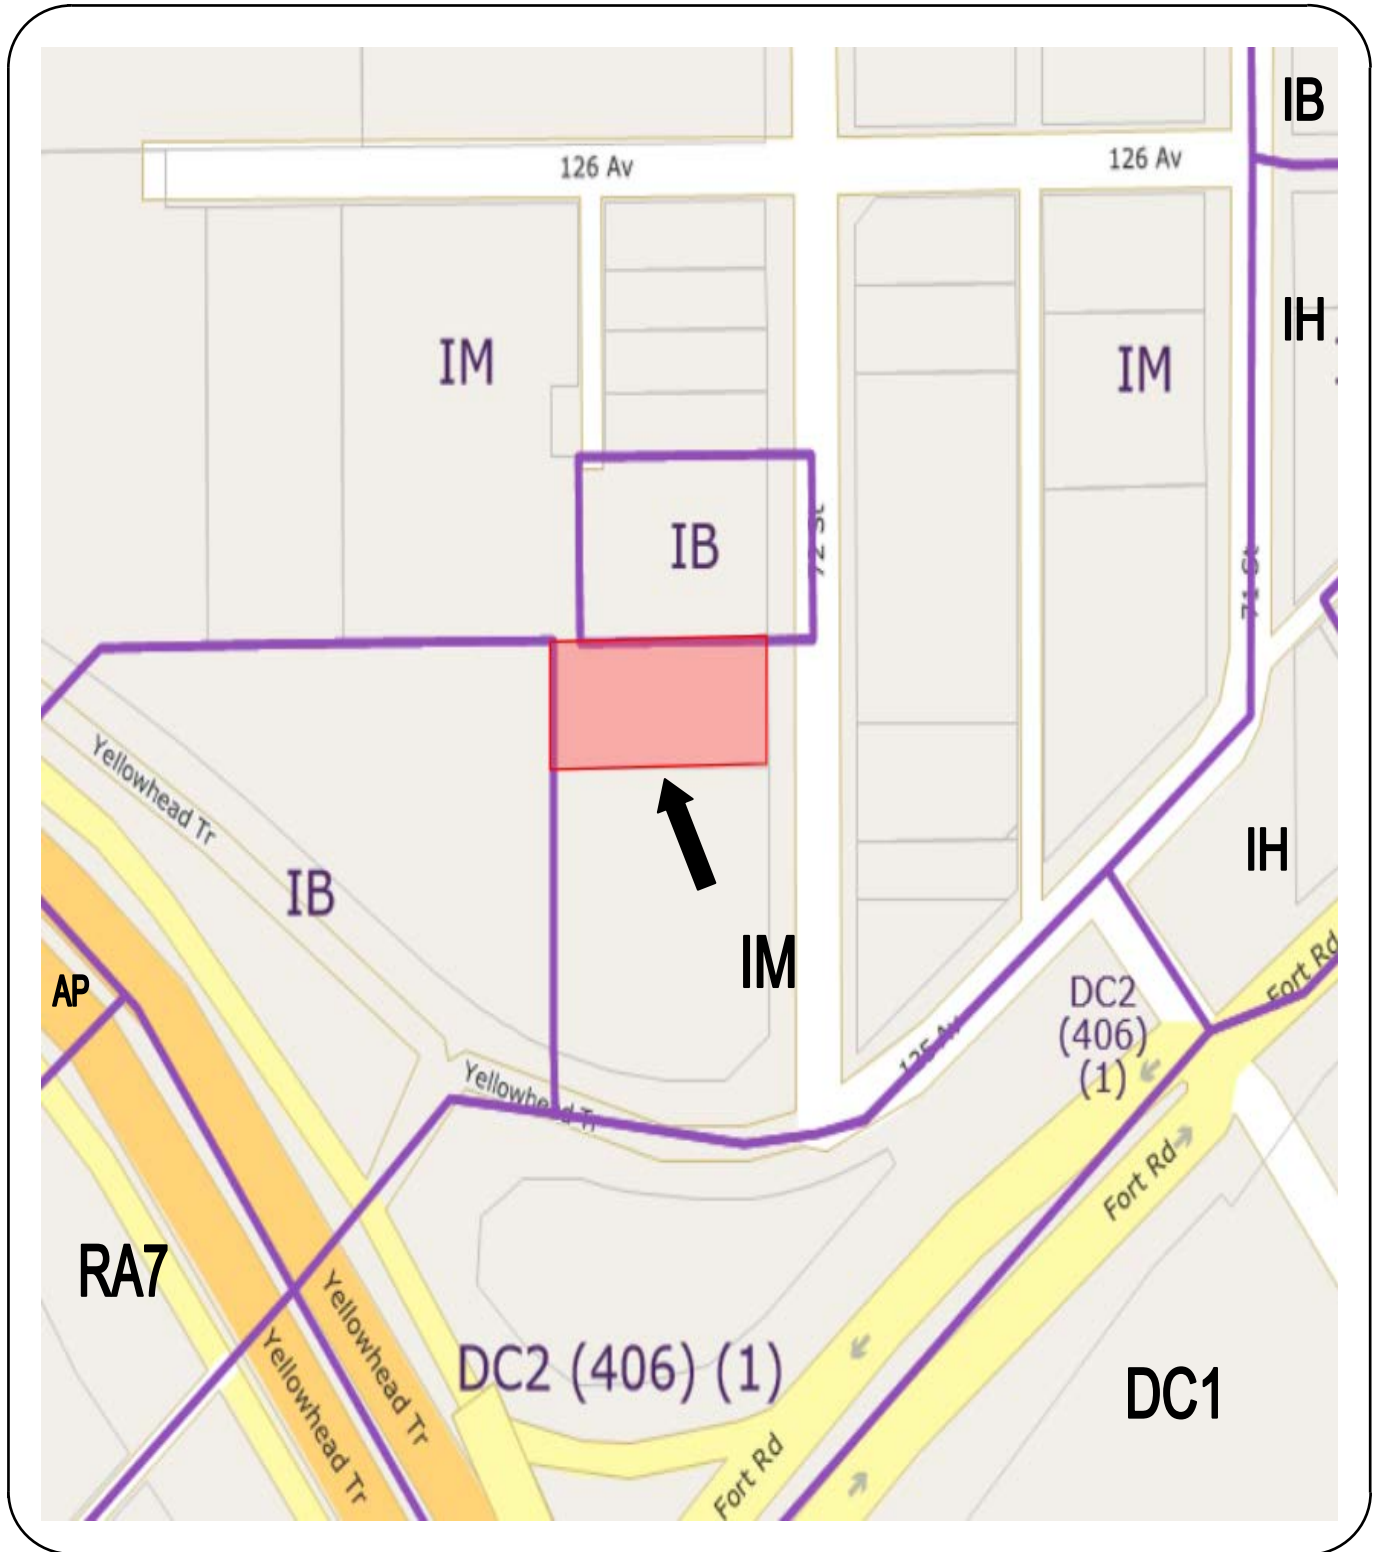 IB
126 Av
126 Av
IH
IM
IM
IB
72 St
71 St
Yellowhead Tr
IB
IH
IM
AP
Fort Rd
DC2
(406)
(1)
125 Av
Yellowhead Tr
Fort Rd
RA7
Yellowhead Tr
Yellowhead Tr
DC2 (406) (1)
DC1
Fort Rd